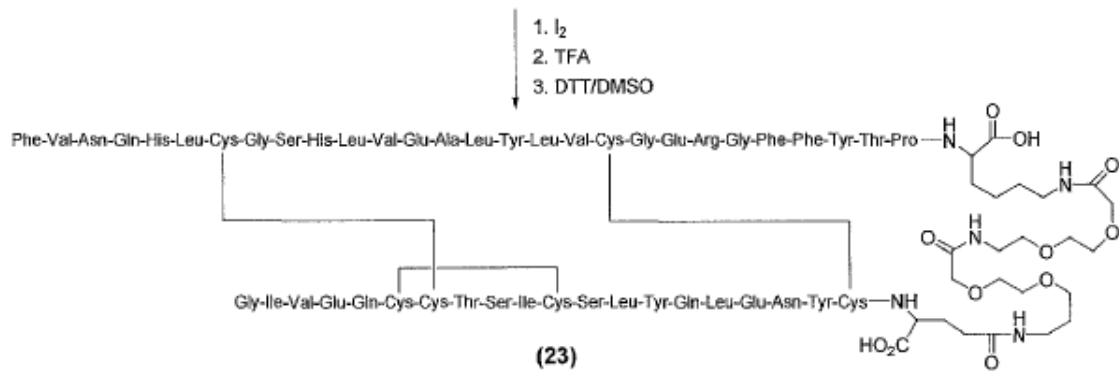 1. I2
2. TFA
3. DTT/DMSO
Phe-Val-Asn-Gln-His-Leu-Cys-Gly-Ser-His-Leu-Val-Glu-Ala-Leu-Tyr-Leu-Val-Cys-Gly-Glu-Arg-Gly-Phe-Phe-Tyr-Thr-Pro
H
N
O
OH
H
N
O
O
O
H
N
O
O
O
Gly-Ile-Val-Glu-Gln-Cys-Cys-Thr-Ser-Ile-Cys-Ser-Leu-Tyr-Gln-Leu-Glu-Asn-Tyr-Cys—NH
HO2C
O
N
H
(23)